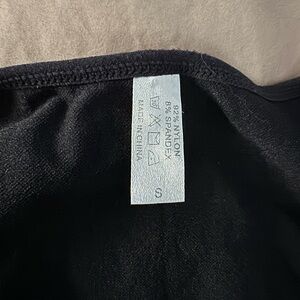 92% NYLON
8% SPANDEX
MADE IN CHINA
S